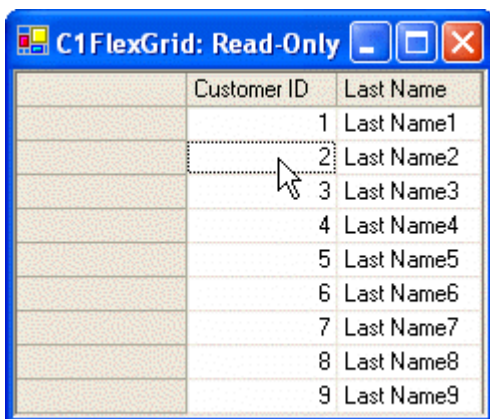 C1FlexGrid: Read-Only
Customer ID Last Name
1 Last Name1
2 Last Name2
3 Last Name3
4 Last Name4
5 Last Name5
6 Last Name6
7 Last Name7
8 Last Name8
9 Last Name9